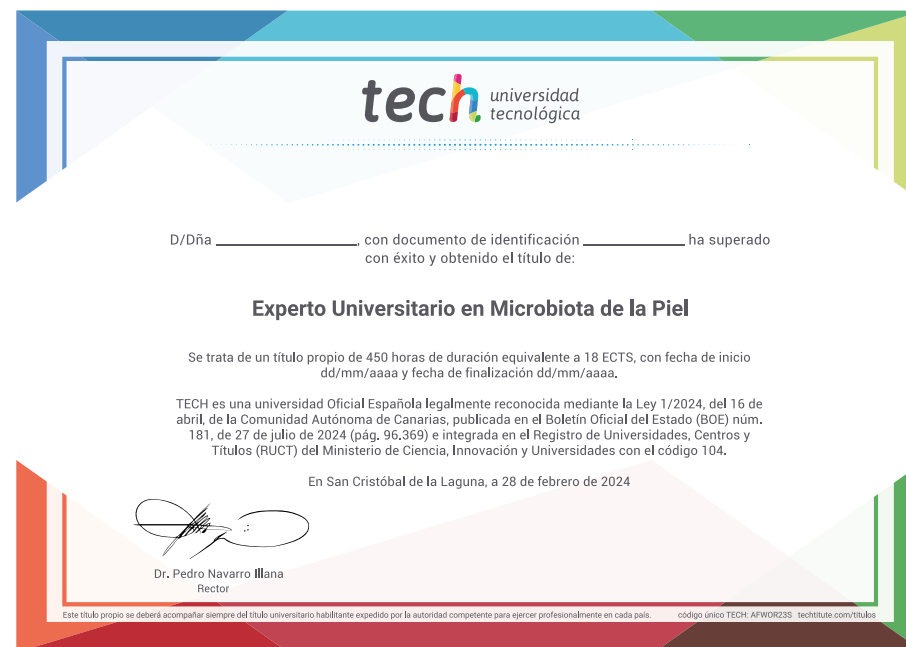 tech universidad
tecnológica
D/Dña ________________, con documento de identificación ____________ ha superado
con éxito y obtenido el título de:
Experto Universitario en Microbiota de la Piel
Se trata de un título propio de 450 horas de duración equivalente a 18 ECTS, con fecha de inicio
dd/mm/aaaa y fecha de finalización dd/mm/aaaa.
TECH es una universidad Oficial Española legalmente reconocida mediante la Ley 1/2024, del 16 de
abril, de la Comunidad Autónoma de Canarias, publicada en el Boletín Oficial del Estado (BOE) núm.
181, de 27 de julio de 2024 (pág. 96.369) e integrada en el Registro de Universidades, Centros y
Títulos (RUCT) del Ministerio de Ciencia, Innovación y Universidades con el código 104.
En San Cristóbal de la Laguna, a 28 de febrero de 2024
Dr. Pedro Navarro Illana
Rector
Este título propio se deberá acompañar siempre del título universitario habilitante expedido por la autoridad competente para ejercer profesionalmente en cada país. código único TECH: AFWOR23S techtitute.com/titulos